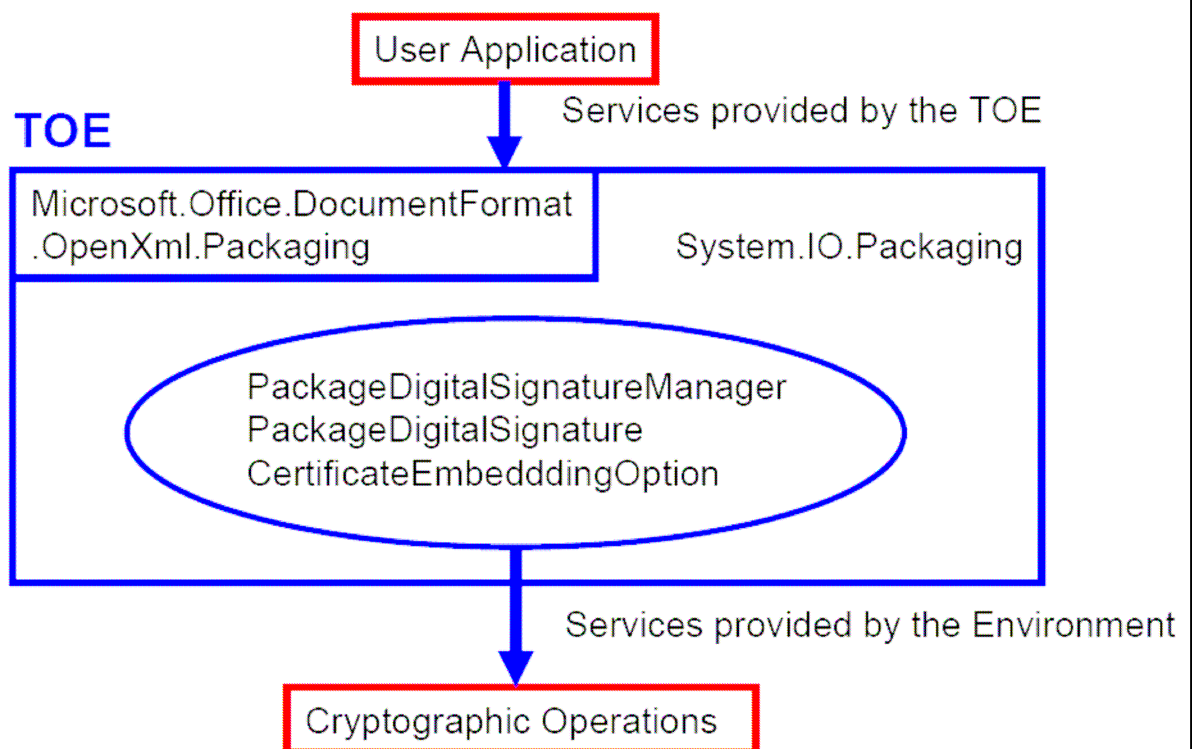 User Application
Services provided by the TOE
TOE
Microsoft.Office.DocumentFormat
.OpenXml.Packaging
System.IO.Packaging
PackageDigitalSignatureManager
PackageDigitalSignature
CertificateEmbedddingOption
Services provided by the Environment
Cryptographic Operations